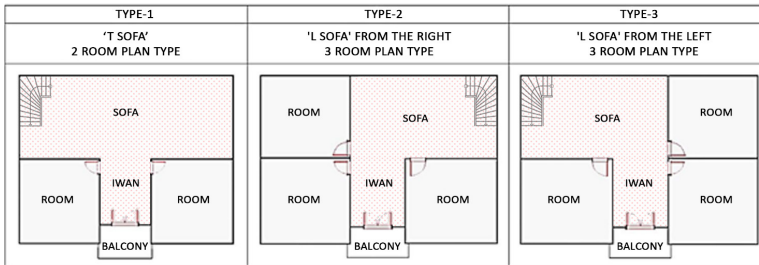 TYPE-1
TYPE-2
TYPE-3
‘T SOFA’
2 ROOM PLAN TYPE
'L SOFA' FROM THE RIGHT
3 ROOM PLAN TYPE
'L SOFA' FROM THE LEFT
3 ROOM PLAN TYPE
SOFA
IWAN
ROOM
ROOM
BALCONY
ROOM
SOFA
IWAN
ROOM
ROOM
BALCONY
SOFA
ROOM
IWAN
ROOM
ROOM
BALCONY